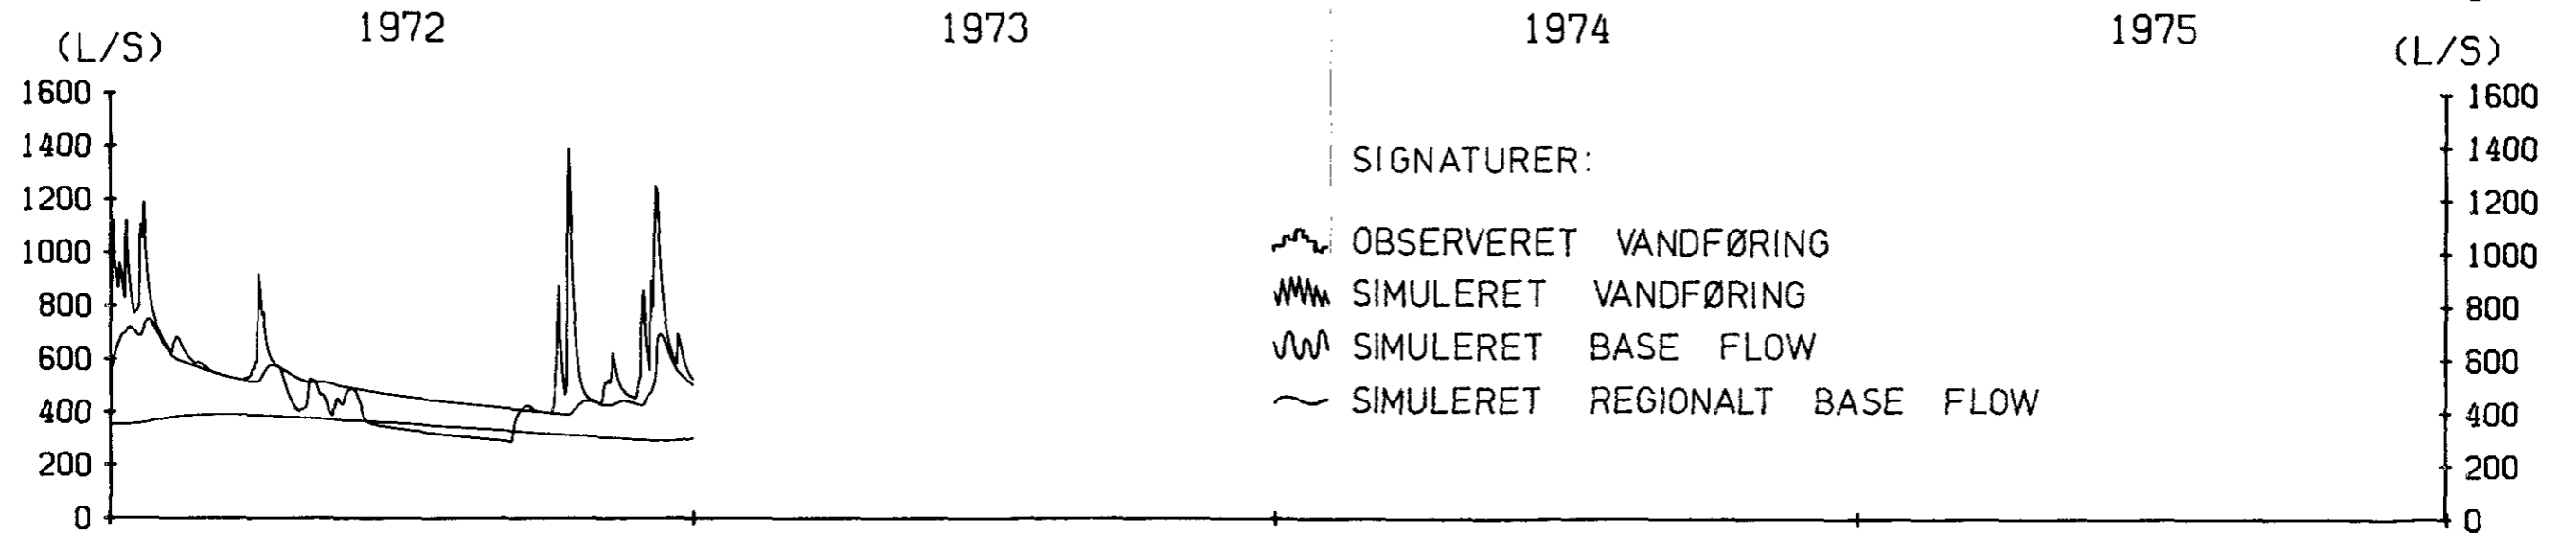 1972 1973 1974 1975
(L/S) (L/S)
1600 1600
1400 1400
SIGNATURER:
1200 1200
OBSERVERET VANDFØRING
1000 1000
SIMULERET VANDFØRING
800 800
SIMULERET BASE FLOW
600 600
SIMULERET REGIONALT BASE FLOW
400 400
200 200
0 0